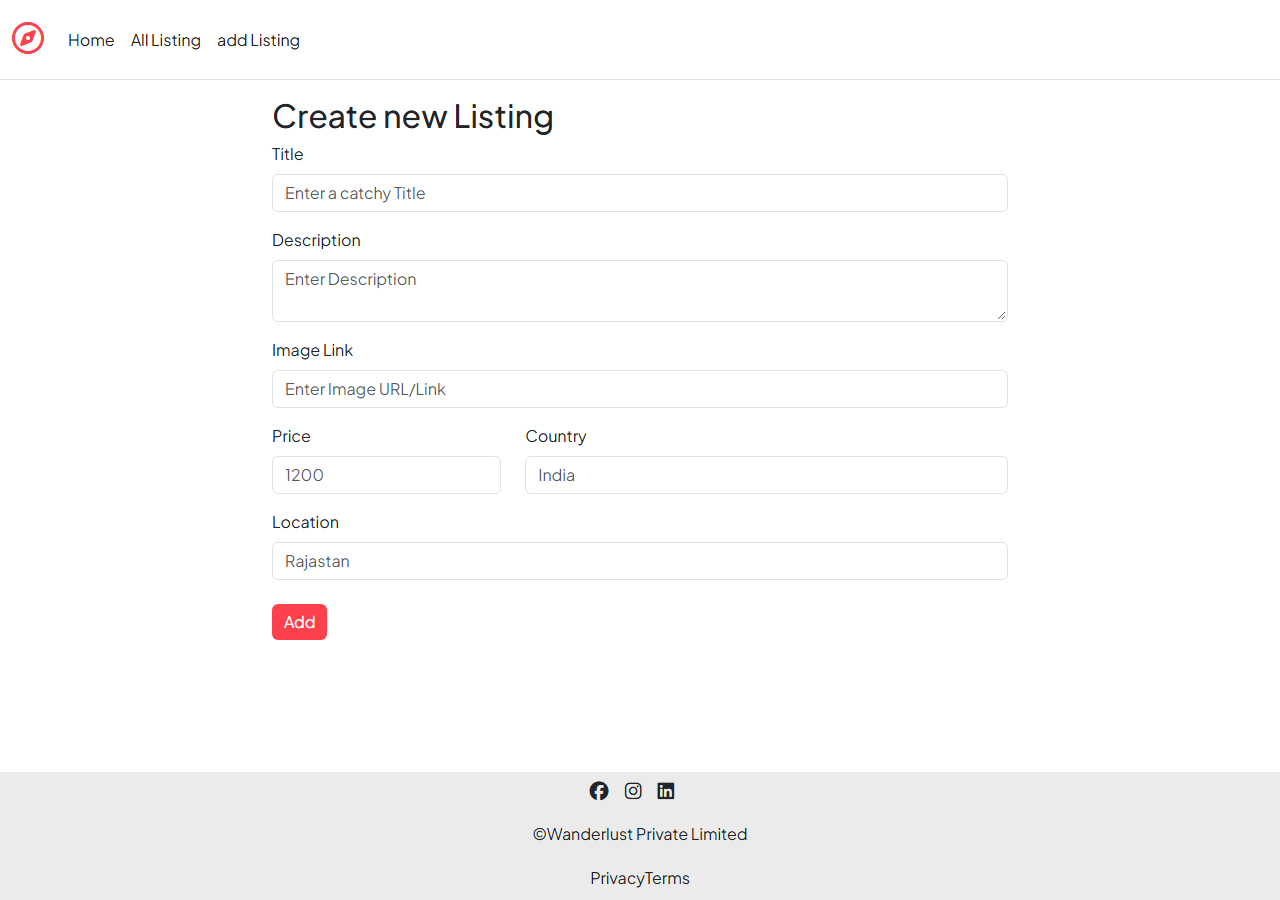 Home All Listing add Listing
Create new Listing
Title
Enter a catchy Title
Description
Enter Description
Image Link
Enter Image URL/Link
Price Country
1200 India
Location
Rajastan
Add
©Wanderlust Private Limited
PrivacyTerms